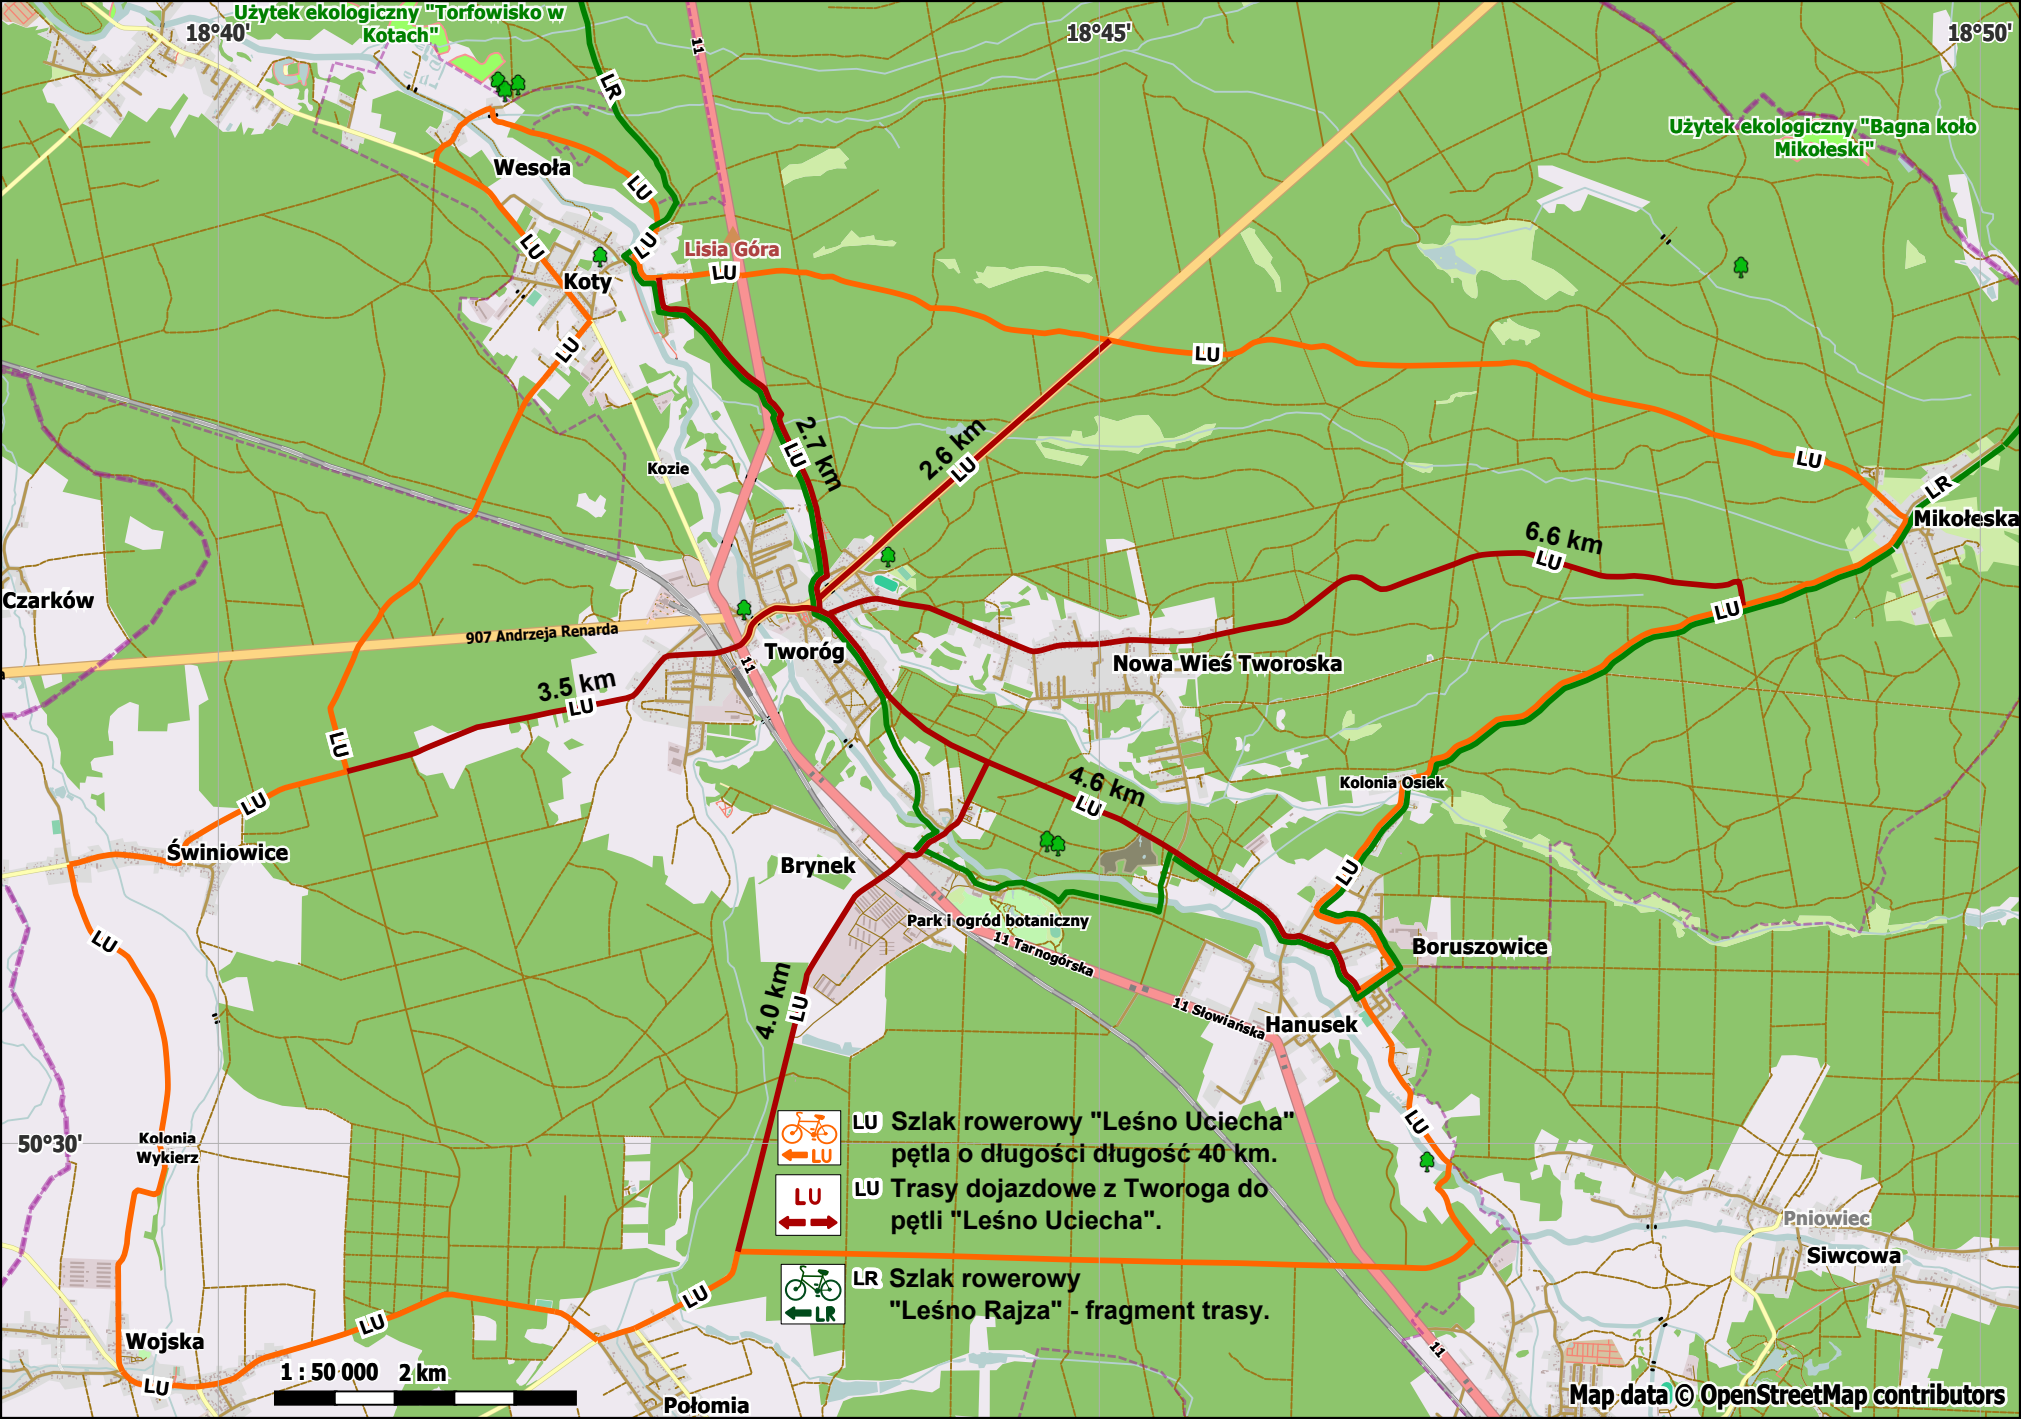 Użytek ekologiczny "Torfowisko w
Kotach"
18°40'
11
18°45'
18°50'
LR
Użytek ekologiczny "Bagna koło
Mikołeski"
Wesoła
LU
LU
LU
Lisia Góra
LU
Koty
LU
LU
2.7 km
LU
2.6 km
LU
Kozie
LU
LR
Mikołeska
6.6 km
LU
Czarków
LU
907 Andrzeja Renarda
Tworóg
11
Nowa Wieś Tworoska
3.5 km
LU
LU
4.6 km
LU
Kolonia Osiek
LU
Świniowice
Brynek
LU
Park i ogród botaniczny
11 Tarnogórska
Boruszowice
LU
4.0 km
LU
11 Słowiańska
Hanusek
LU
LU Szlak rowerowy "Leśno Uciecha"
pętla o długości długość 40 km.
LU
50°30'
Kolonia
Wykierz
LU Trasy dojazdowe z Tworoga do
pętli "Leśno Uciecha".
LU
Pniowiec
Siwcowa
LR Szlak rowerowy
"Leśno Rajza" - fragment trasy.
LR
LU
LU
Wojska
11
LU
1 : 50 000 2 km
Połomia
Map data © OpenStreetMap contributors